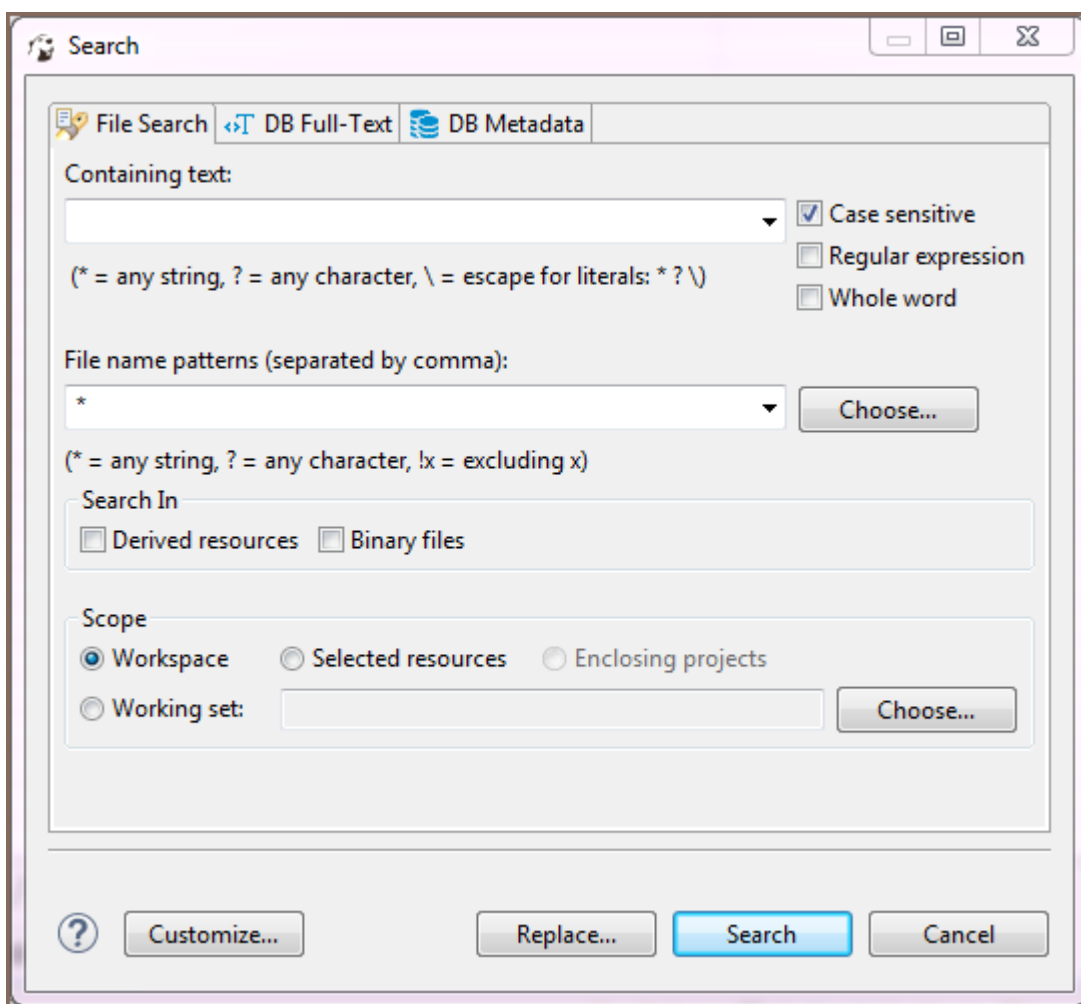 Search
File Search DB Full-Text DB Metadata
Containing text:
Case sensitive
(* = any string, ? = any character, \ = escape for literals: * ? \)
Regular expression
Whole word
File name patterns (separated by comma):
*
Choose...
(* = any string, ? = any character, !x = excluding x)
Search In
Derived resources Binary files
Scope
Workspace Selected resources Enclosing projects
Working set: Choose...
? Customize... Replace... Search Cancel